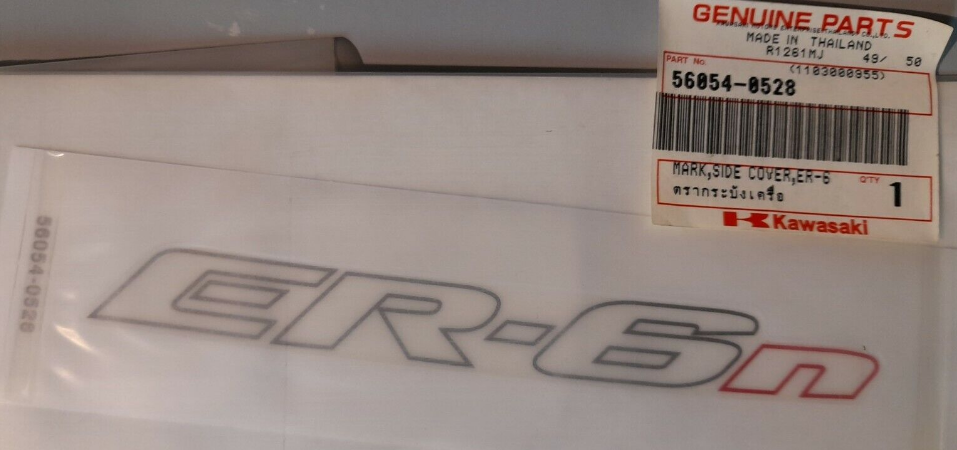 GENUINE PARTS
MADE IN THAILAND
R1261MJ 49/ 50
(1103000955)
PART No.
56054-0528
MARK,SIDE COVER,ER-6
QTY 1
ตรากระบังเครื่อ
Kawasaki
56054-0528
ER-6n